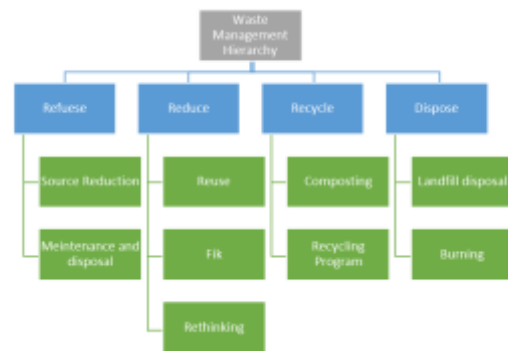 Waste
Management
Hierarchy
Refuese
Reduce
Recycle
Dispose
Source Reduction
Reuse
Composting
Landfill disposal
Meintenance and
disposal
Fik
Recycling
Program
Burning
Rethinking